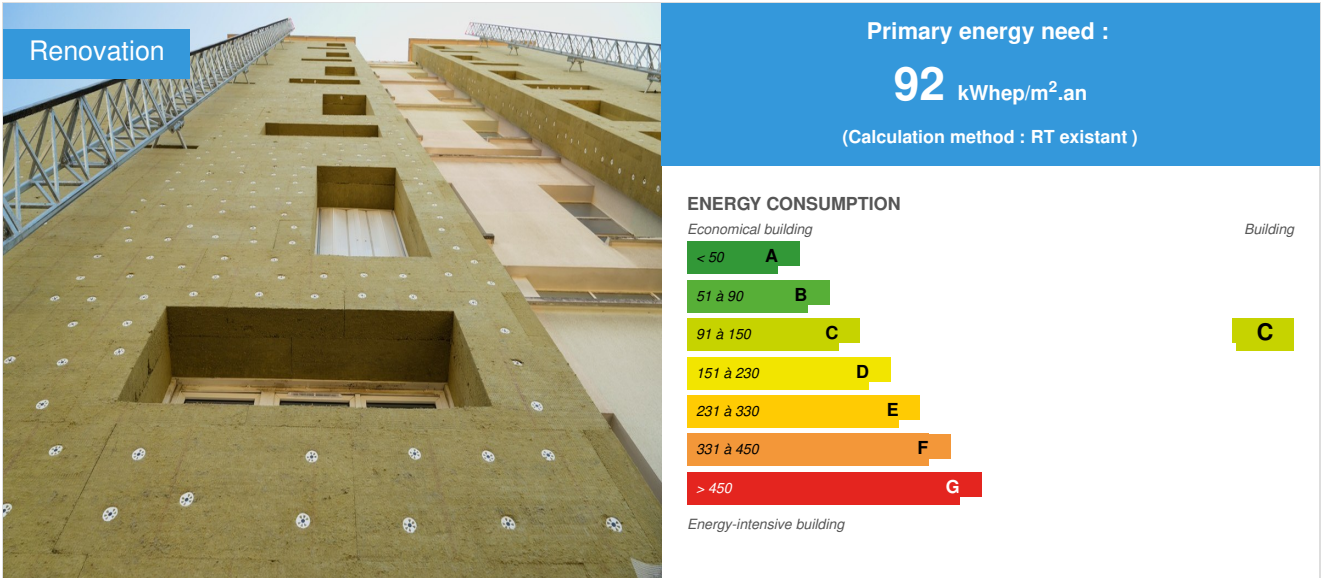 Renovation
Primary energy need :
92 kWhep/m².an
(Calculation method : RT existant )
ENERGY CONSUMPTION
Economical building
Building
< 50 A
51 à 90 B
91 à 150 C
C
151 à 230 D
231 à 330 E
331 à 450 F
> 450 G
Energy-intensive building